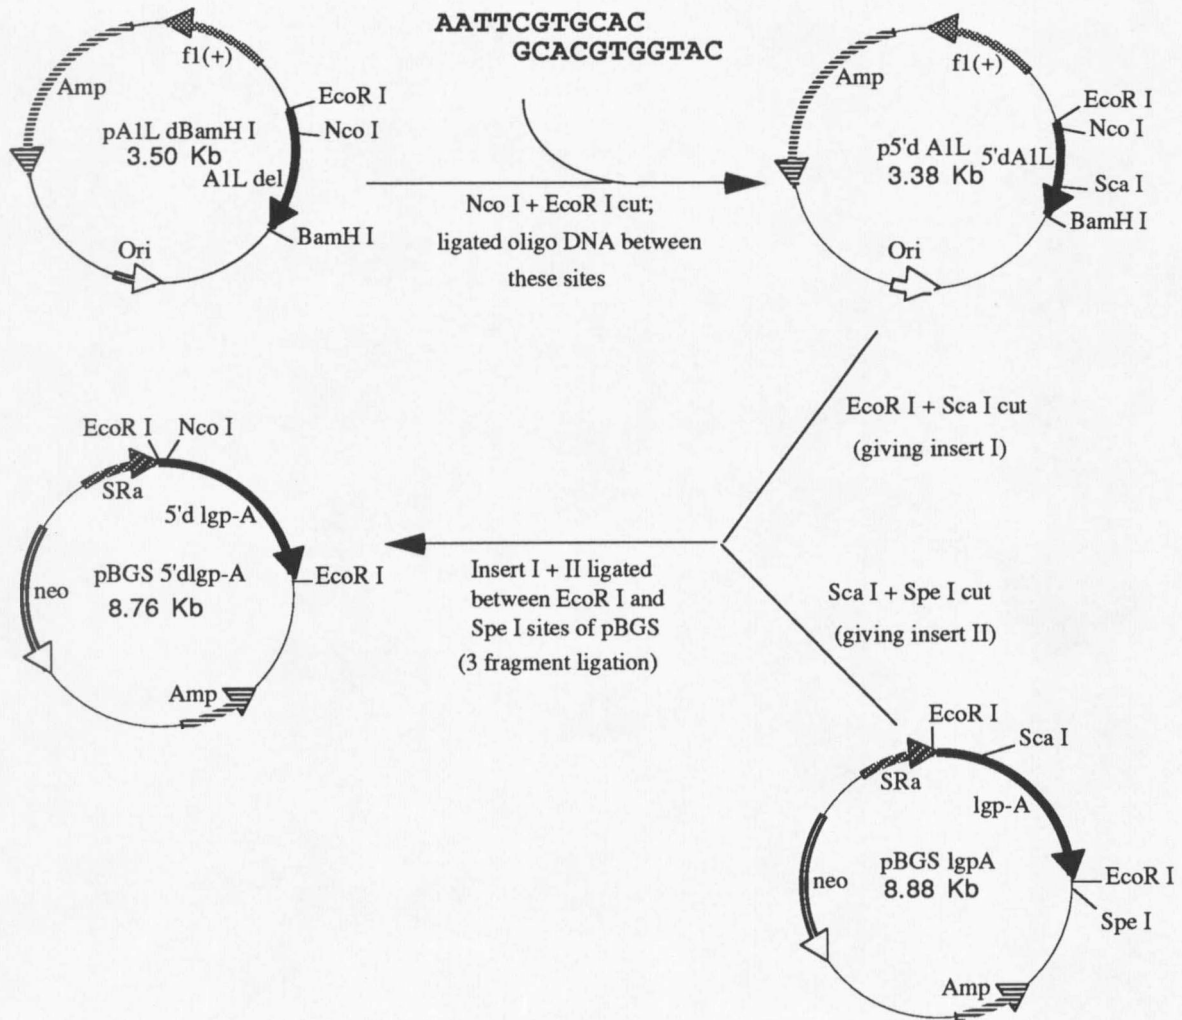 AATTCGTGCAC
GCACGTGGTAC
f1(+)
Amp
EcoR I
Nco I
pA1L dBamH I
3.50 Kb
A1L del
BamH I
Ori
Nco I + EcoR I cut;
ligated oligo DNA between
these sites
f1(+)
Amp
EcoR I
Nco I
p5'd A1L
3.38 Kb
5'dA1L
Sca I
BamH I
Ori
EcoR I + Sca I cut
(giving insert I)
Sca I + Spe I cut
(giving insert II)
Insert I + II ligated
between EcoR I and
Spe I sites of pBGS
(3 fragment ligation)
EcoR I
Nco I
SRa
5'd lgp-A
neo
pBGS 5'dlgp-A
8.76 Kb
EcoR I
Amp
EcoR I
Sca I
SRa
lgp-A
neo
pBGS lgpA
8.88 Kb
EcoR I
Spe I
Amp